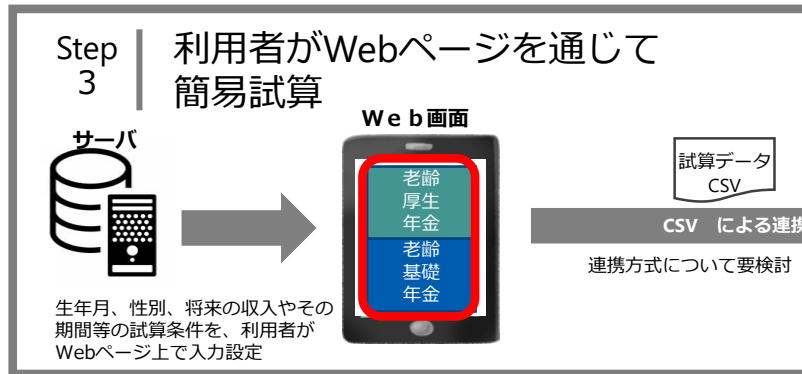 Step
3
利用者がWebページを通じて
簡易試算
Ｗｅｂ画面
サーバ
老齢
厚生
年金
老齢
基礎
年金
試算データ
CSV
CSV　による連携
連携方式について要検討
生年月、性別、将来の収入やその
期間等の試算条件を、利用者が
Webページ上で入力設定